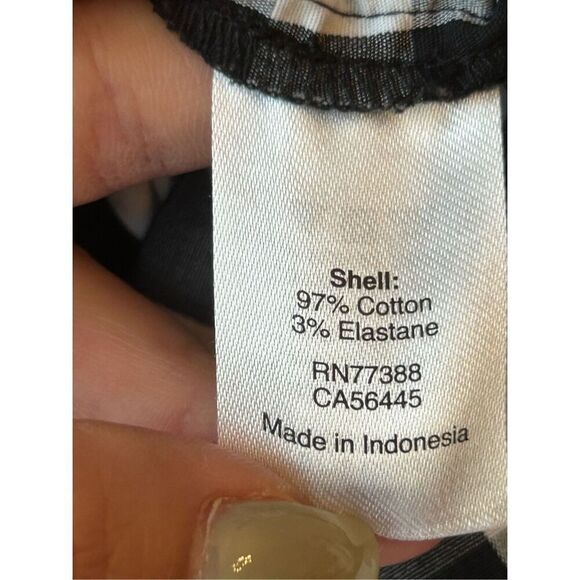 Shell:
97% Cotton
3% Elastane
RN77388
CA56445
Made in Indonesia